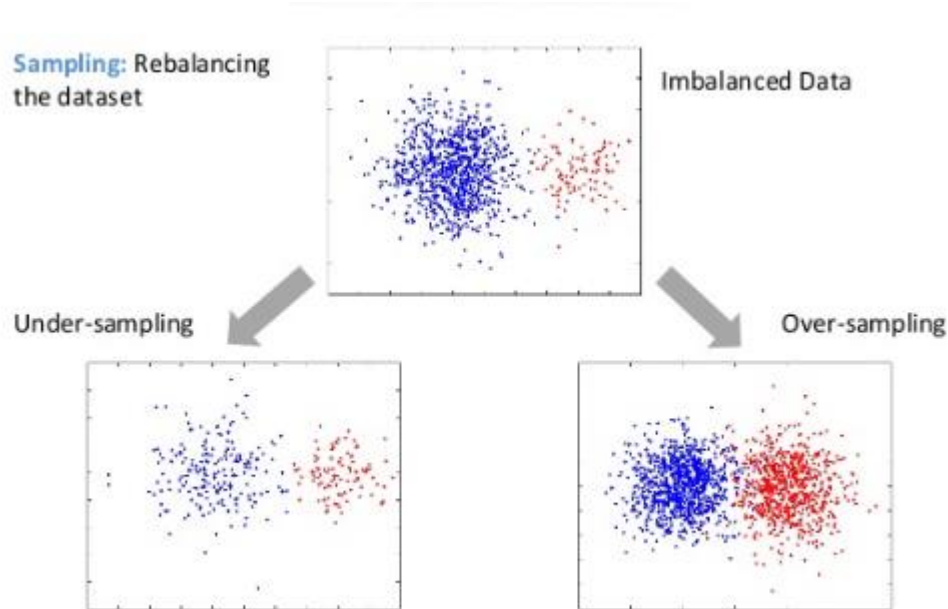 Sampling: Rebalancing
the dataset
Imbalanced Data
Under-sampling
Over-sampling